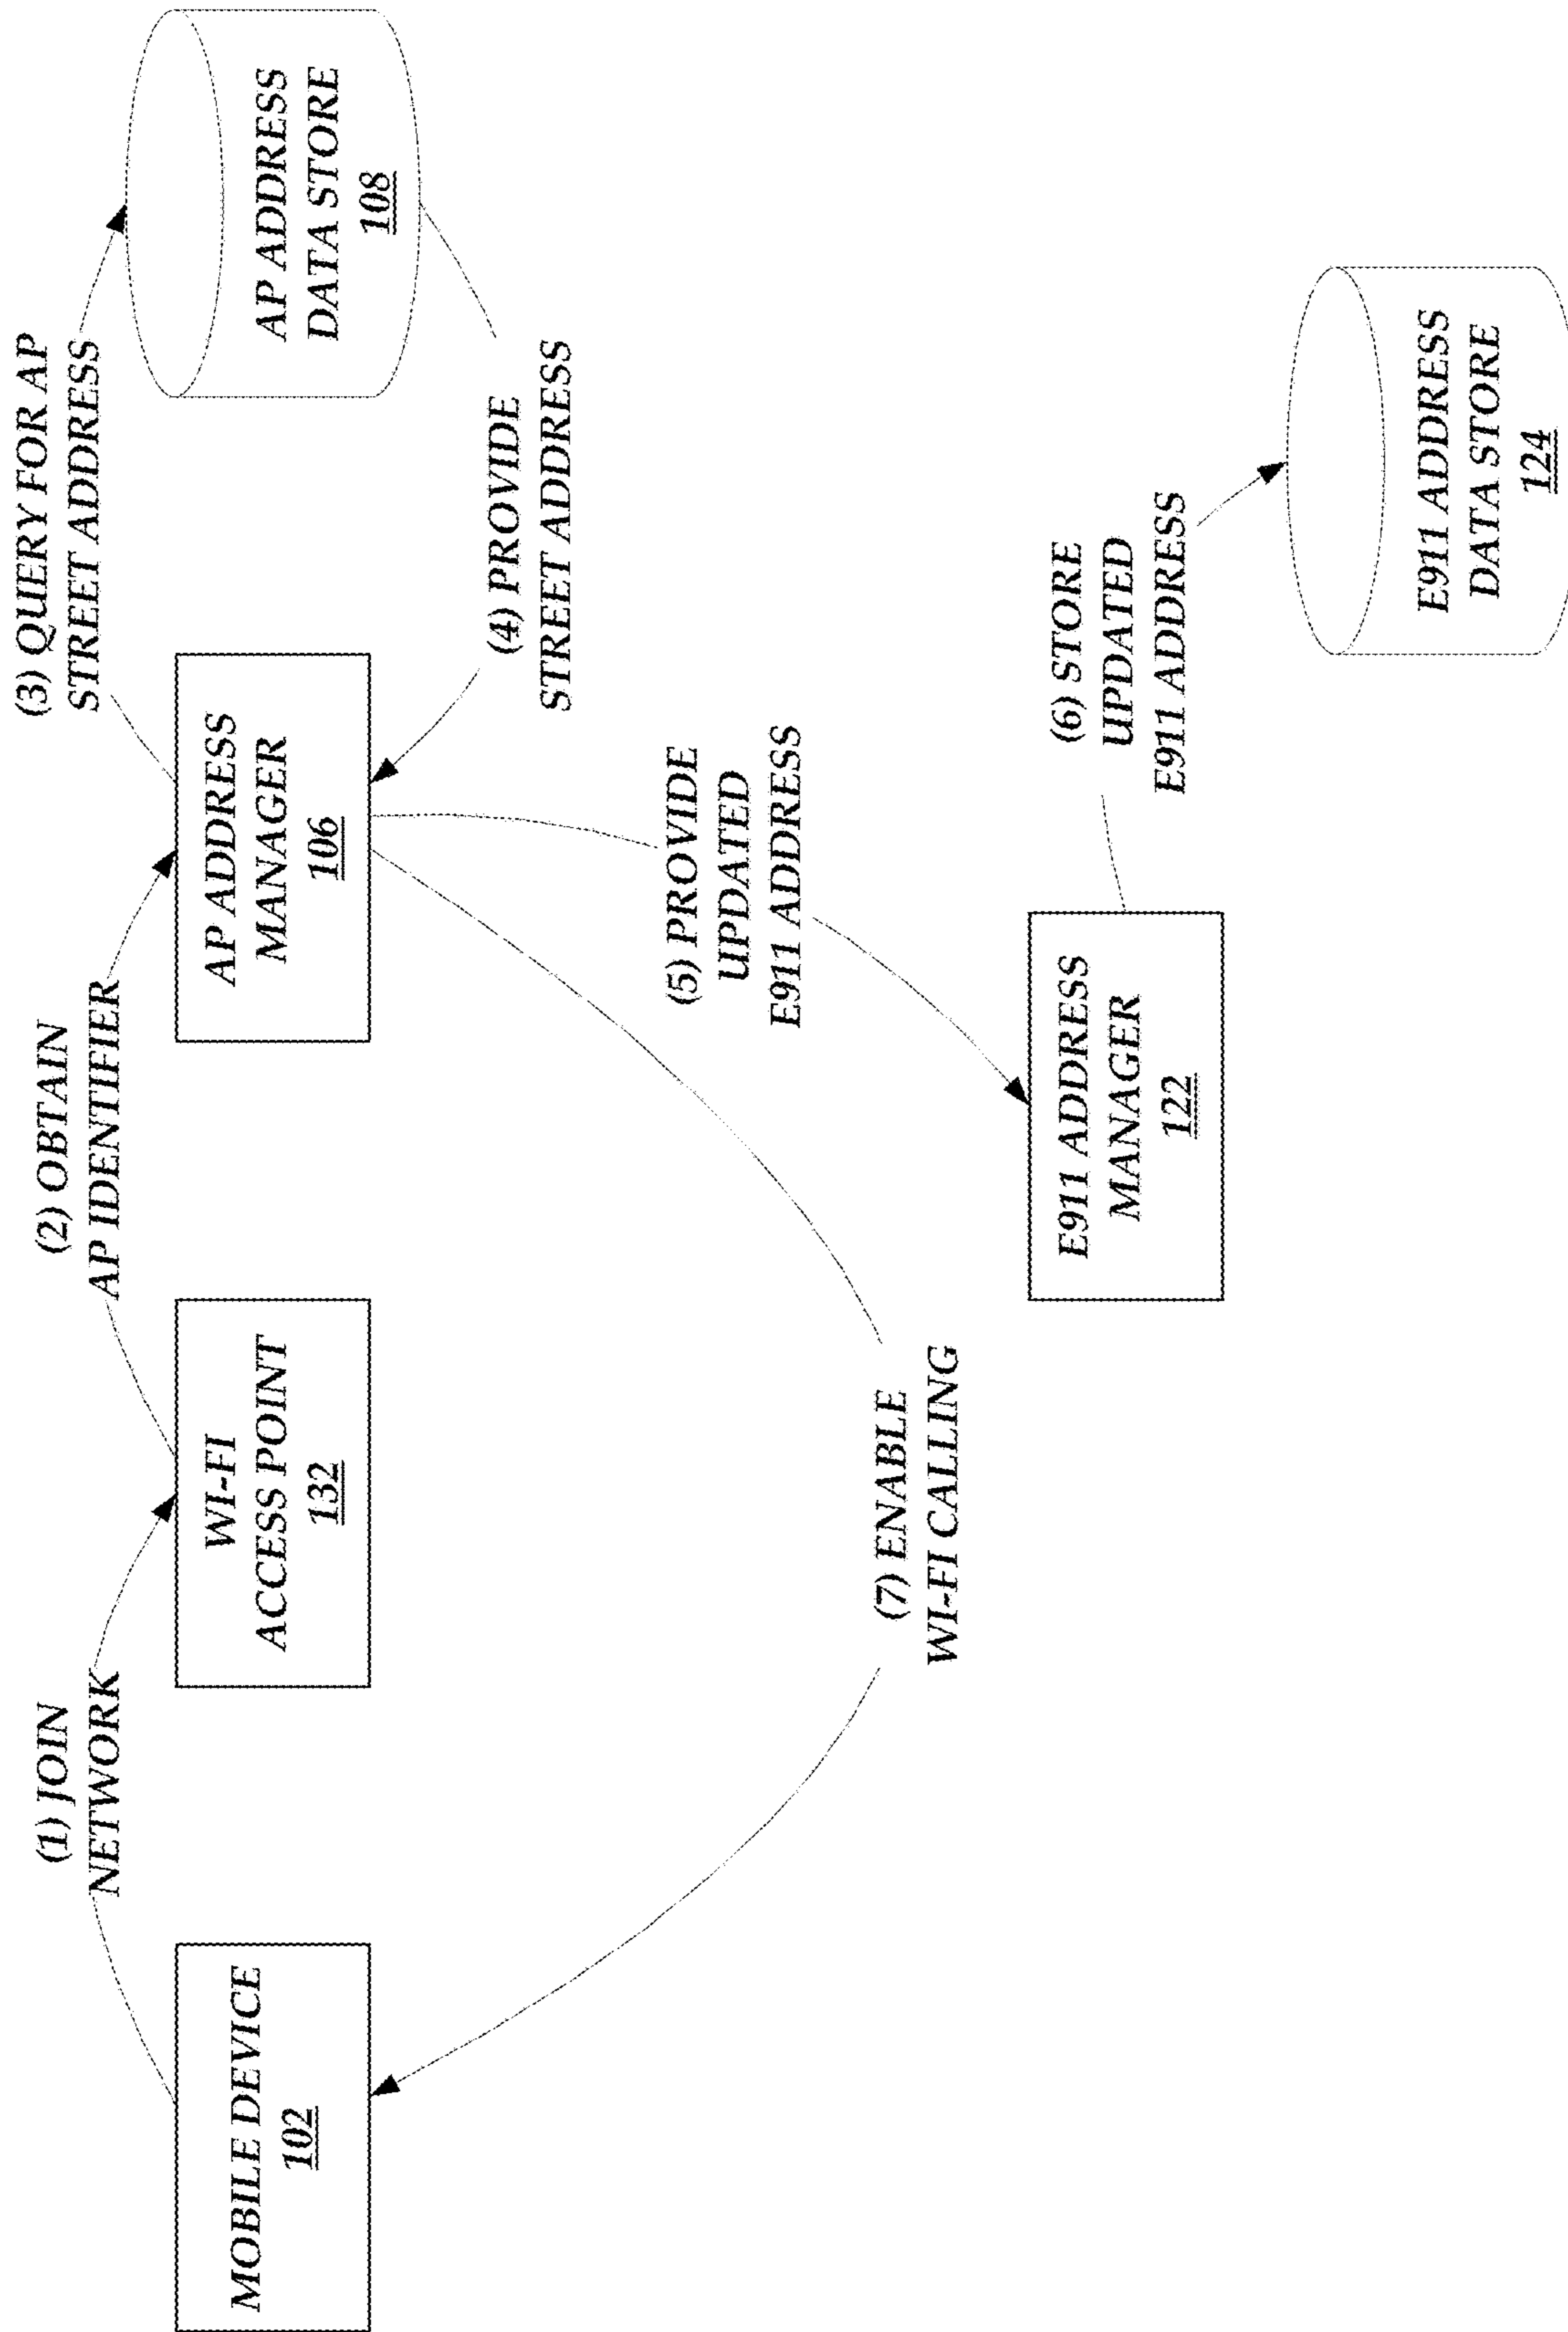 (1) JOIN
NETWORK
(2) OBTAIN
AP IDENTIFIER
(3) QUERY FOR AP
STREET ADDRESS
MOBILE DEVICE
102
WI-FI
ACCESS POINT
132
AP ADDRESS
MANAGER
106
AP ADDRESS
DATA STORE
108
(4) PROVIDE
STREET ADDRESS
(5) PROVIDE
UPDATED
E911 ADDRESS
(7) ENABLE
WI-FI CALLING
(6) STORE
UPDATED
E911 ADDRESS
E911 ADDRESS
MANAGER
122
E911 ADDRESS
DATA STORE
124